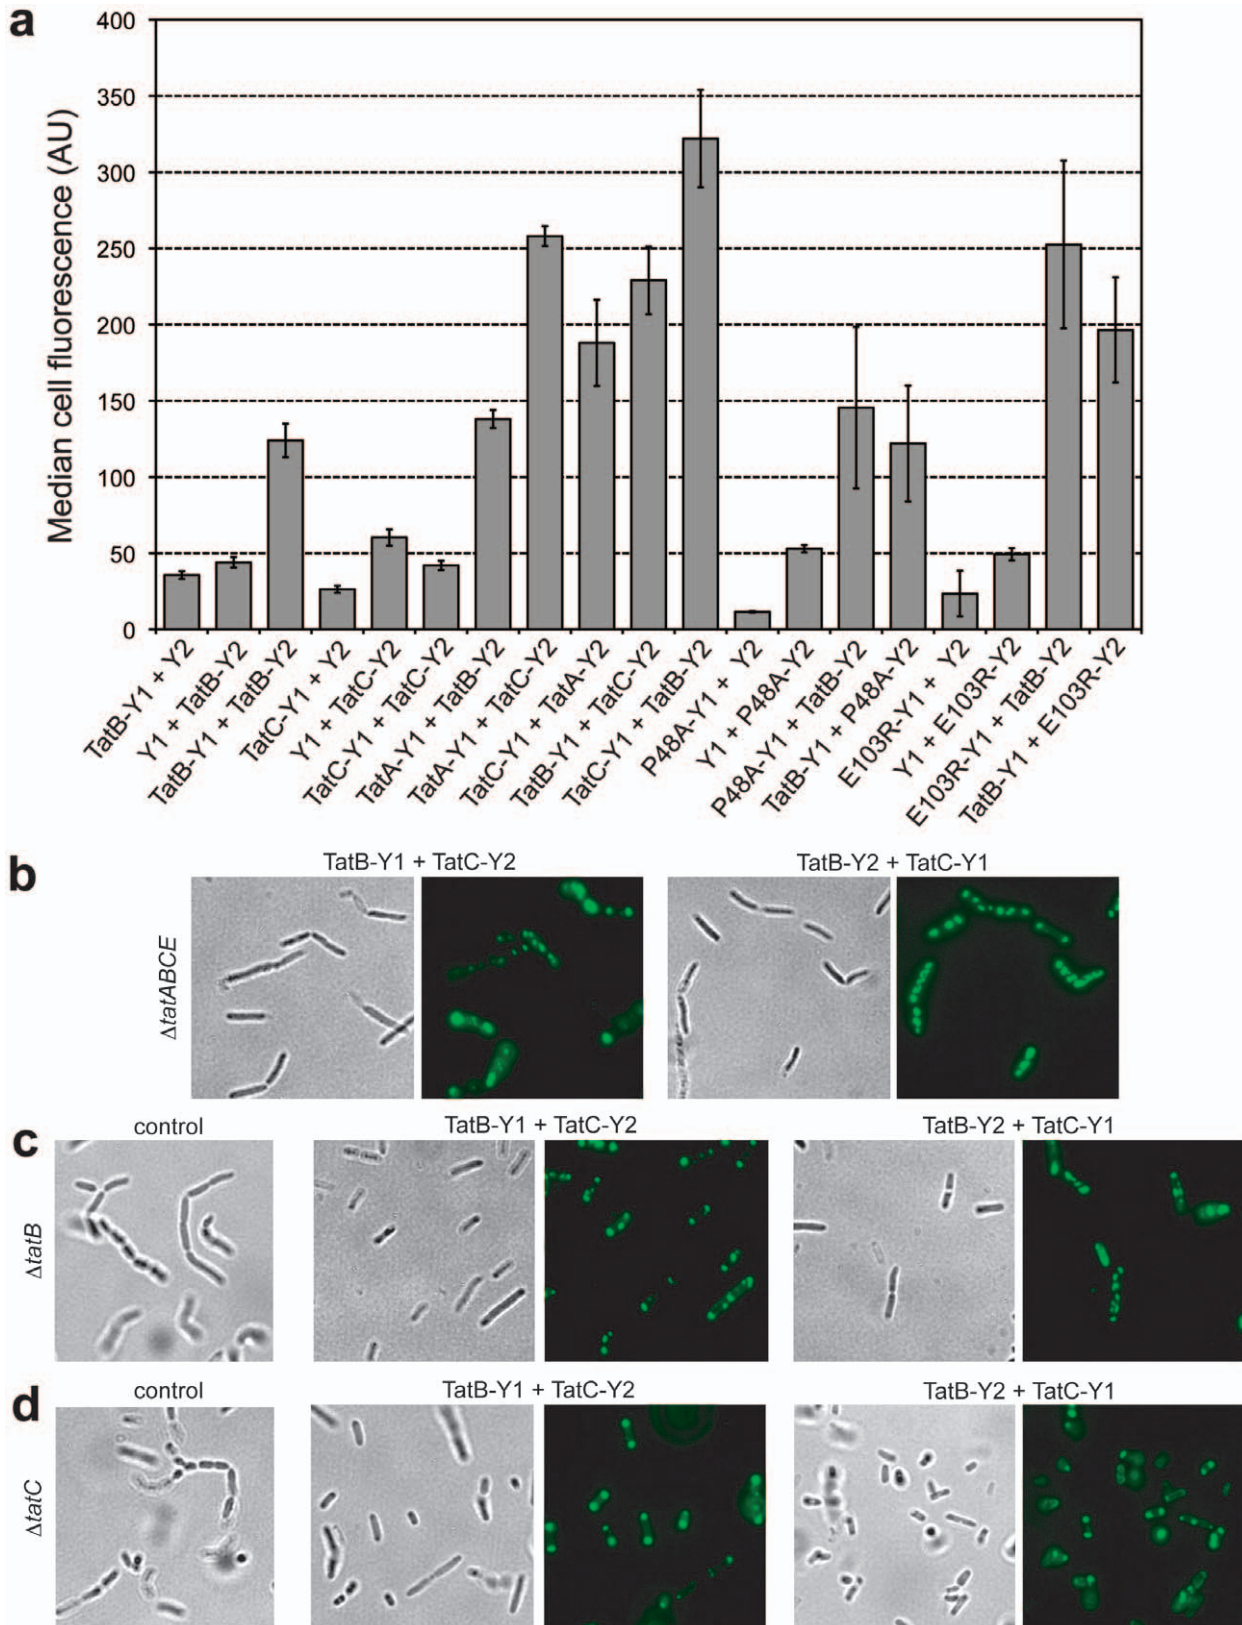 a
Median cell fluorescence (AU)
400
350
300
250
200
150
100
50
0
TatB-Y1 + Y2
Y1 + TatB-Y2
TatB-Y1 + TatB-Y2
TatC-Y1 + Y2
Y1 + TatC-Y2
TatC-Y1 + TatC-Y2
TatA-Y1 + TatB-Y2
TatA-Y1 + TatC-Y2
TatC-Y1 + TatA-Y2
TatB-Y1 + TatC-Y2
TatC-Y1 + TatB-Y2
P48A-Y1 + Y2
Y1 + P48A-Y2
P48A-Y1 + TatB-Y2
TatB-Y1 + P48A-Y2
E103R-Y1 + Y2
Y1 + E103R-Y2
E103R-Y1 + TatB-Y2
TatB-Y1 + E103R-Y2
b
TatB-Y1 + TatC-Y2
TatB-Y2 + TatC-Y1
ΔtatABCE
c
control
TatB-Y1 + TatC-Y2
TatB-Y2 + TatC-Y1
ΔtatB
d
control
TatB-Y1 + TatC-Y2
TatB-Y2 + TatC-Y1
ΔtatC